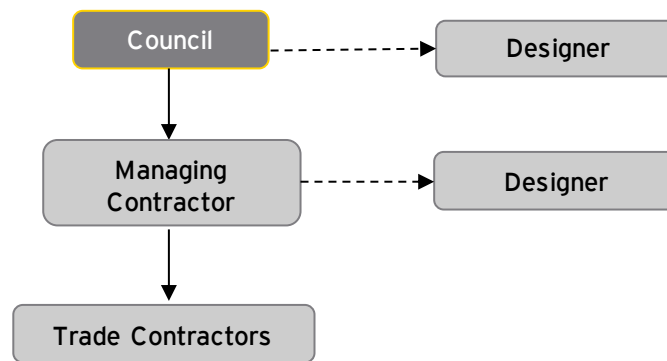 Council
Designer
Managing
Contractor
Designer
Trade Contractors